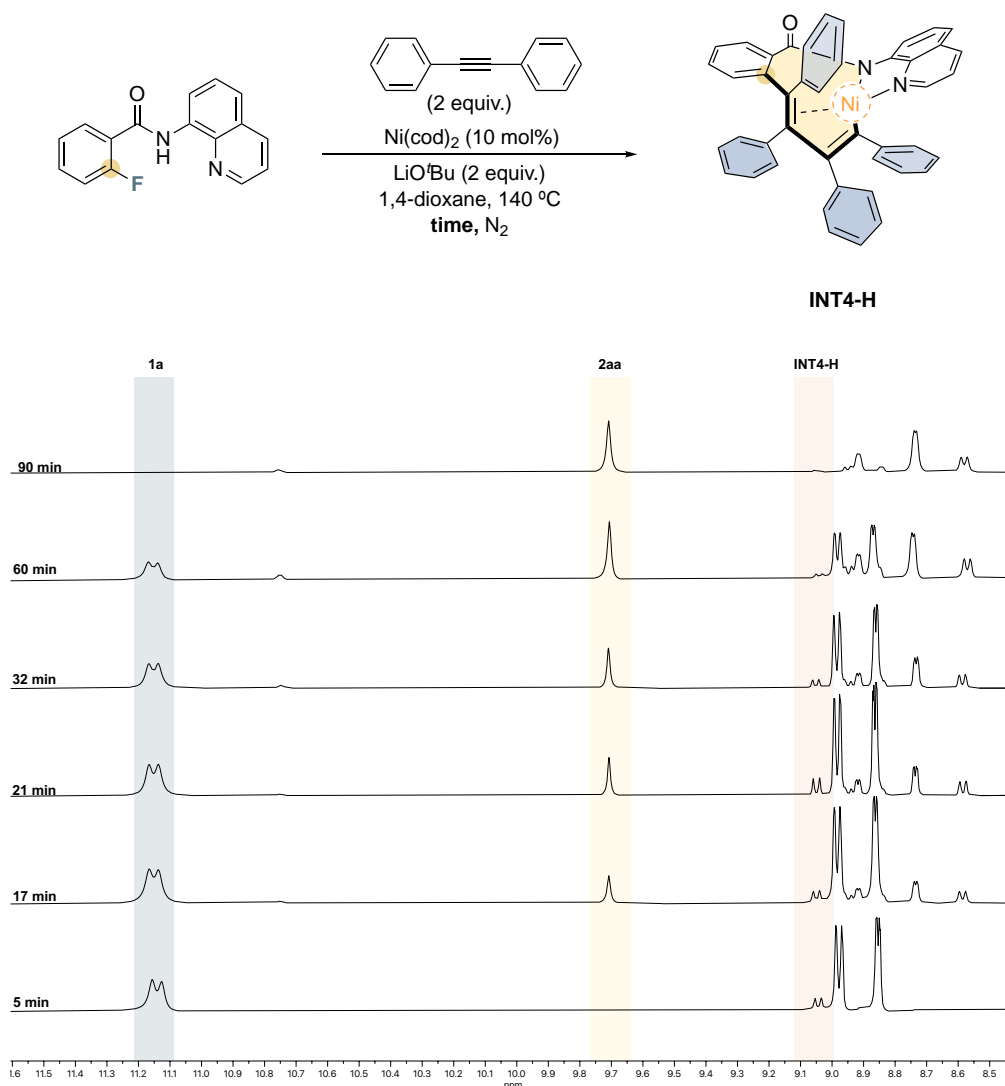 (2 equiv.)
Ni(cod)₂ (10 mol%)
LiOᵗBu (2 equiv.)
1,4-dioxane, 140 ºC
time, N₂
O
N
H
N
F
O
N
N
Ni
INT4-H
1a
2aa
INT4-H
90 min
60 min
32 min
21 min
17 min
5 min
1.6 11.5 11.4 11.3 11.2 11.1 11.0 10.9 10.8 10.7 10.6 10.5 10.4 10.3 10.2 10.1 10.0 9.9 9.8 9.7 9.6 9.5 9.4 9.3 9.2 9.1 9.0 8.9 8.8 8.7 8.6 8.5
ppm